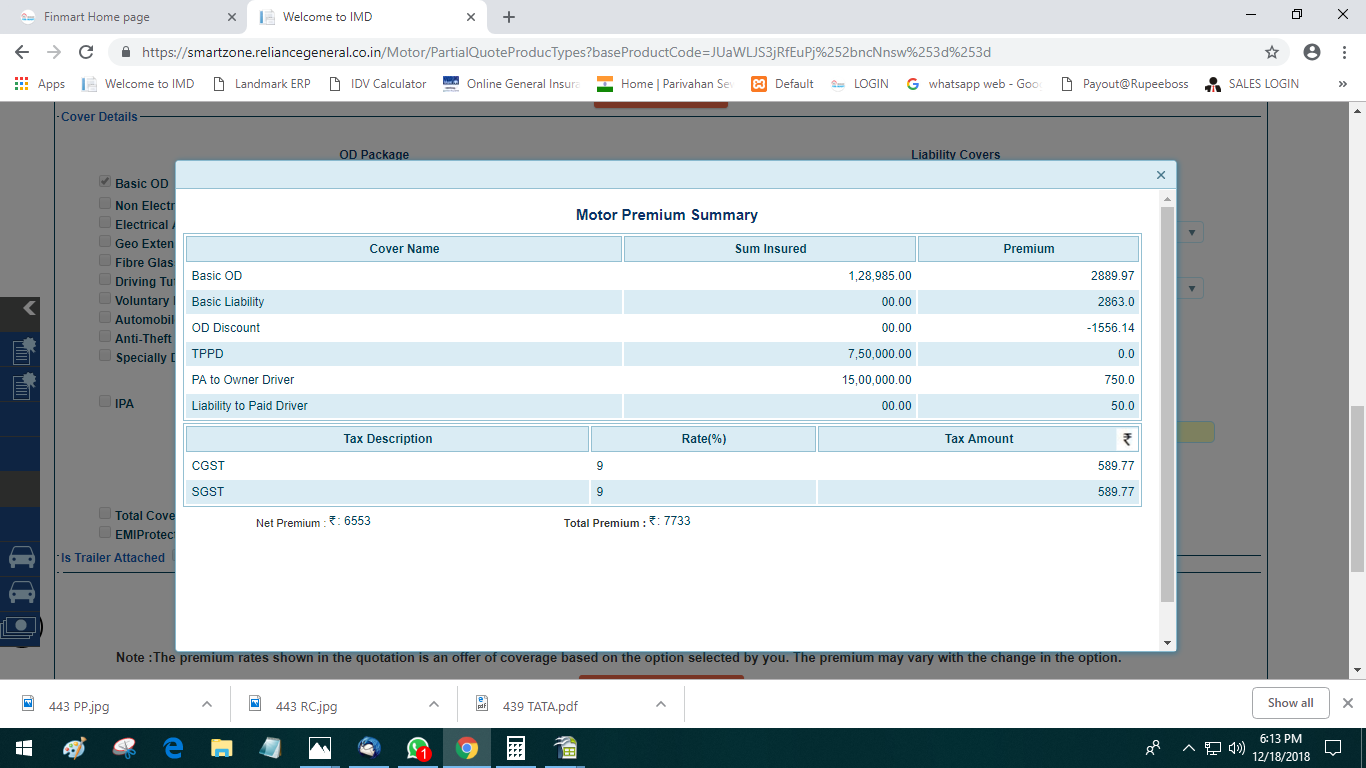 Finmart Home page
Welcome to IMD
https://smartzone.reliancegeneral.co.in/Motor/PartialQuoteProducTypes?baseProductCode=JUaWLJS3jRfEuPj%252bncNnsw%253d%253d
Apps Welcome to IMD Landmark ERP IDV Calculator Online General Insura Home | Parivahan Sev Default LOGIN whatsapp web - Goo Payout@Rupeeboss SALES LOGIN »
Cover Details
OD Package Liability Covers
Basic OD
Non Electr
Electrical A
Geo Exten
Fibre Glas
Driving Tu
Voluntary
Automobil
Anti-Theft
Specially D
IPA
Total Cove
EMIProtec
Is Trailer Attached
Motor Premium Summary
Cover Name Sum Insured Premium
Basic OD 1,28,985.00 2889.97
Basic Liability 00.00 2863.0
OD Discount 00.00 -1556.14
TPPD 7,50,000.00 0.0
PA to Owner Driver 15,00,000.00 750.0
Liability to Paid Driver 00.00 50.0
Tax Description Rate(%) Tax Amount ₹
CGST 9 589.77
SGST 9 589.77
Net Premium : ₹: 6553 Total Premium : ₹: 7733
Note :The premium rates shown in the quotation is an offer of coverage based on the option selected by you. The premium may vary with the change in the option.
443 PP.jpg 443 RC.jpg 439 TATA.pdf Show all
1
6:13 PM
12/18/2018